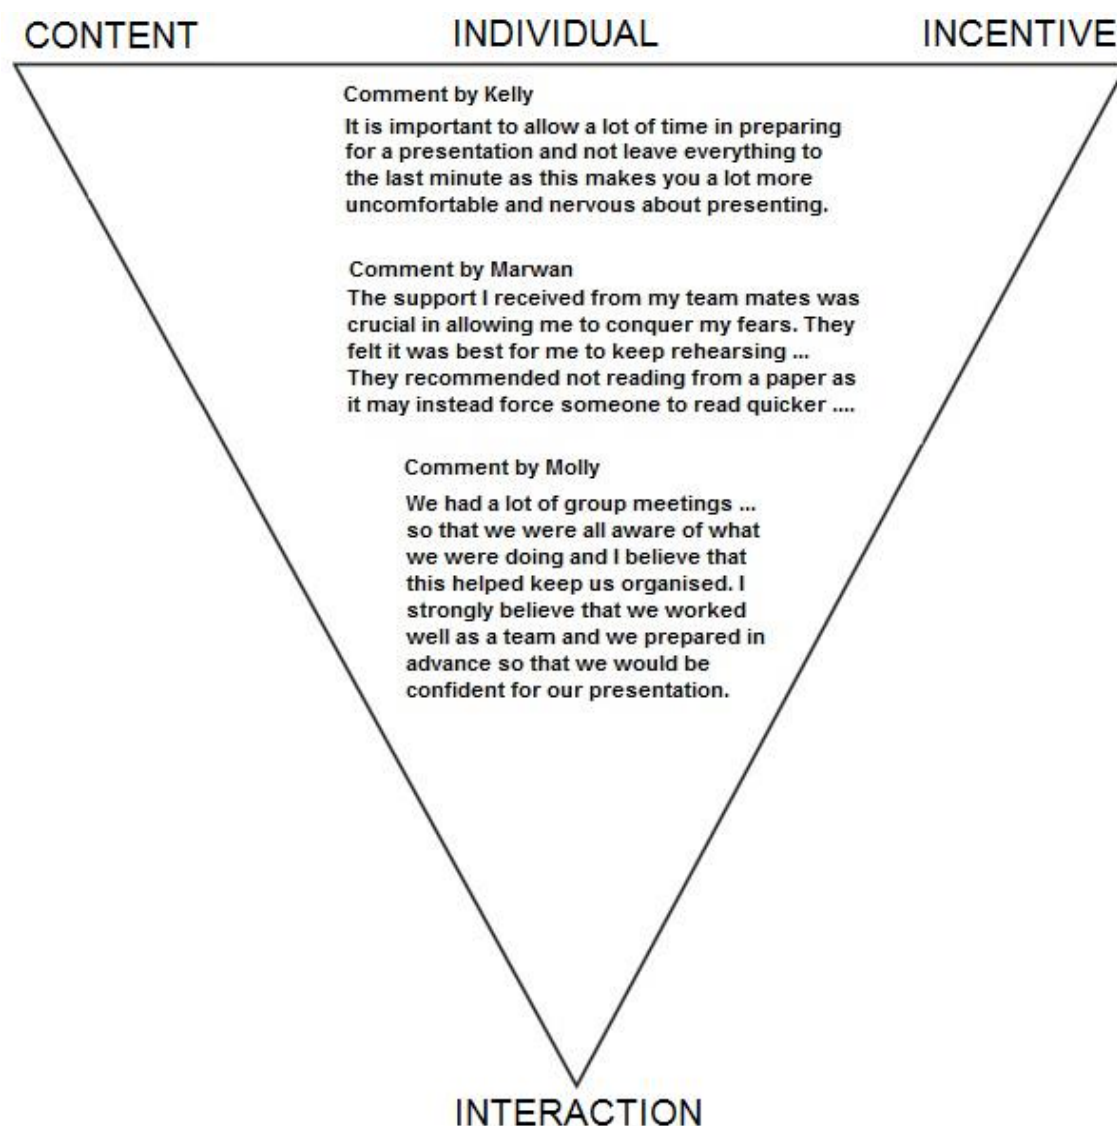 CONTENT INDIVIDUAL INCENTIVE
Comment by Kelly
It is important to allow a lot of time in preparing
for a presentation and not leave everything to
the last minute as this makes you a lot more
uncomfortable and nervous about presenting.
Comment by Marwan
The support I received from my team mates was
crucial in allowing me to conquer my fears. They
felt it was best for me to keep rehearsing ...
They recommended not reading from a paper as
it may instead force someone to read quicker ....
Comment by Molly
We had a lot of group meetings ...
so that we were all aware of what
we were doing and I believe that
this helped keep us organised. I
strongly believe that we worked
well as a team and we prepared in
advance so that we would be
confident for our presentation.
INTERACTION